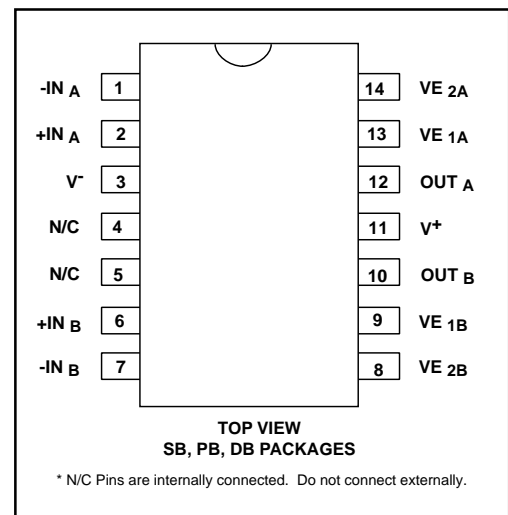 -IN A 1 14 VE 2A
+IN A 2 13 VE 1A
V- 3 12 OUT A
N/C 4 11 V+
N/C 5 10 OUT B
+IN B 6 9 VE 1B
-IN B 7 8 VE 2B
TOP VIEW
SB, PB, DB PACKAGES
* N/C Pins are internally connected. Do not connect externally.